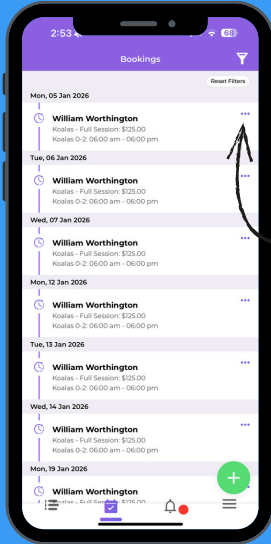 2:53
68
Bookings
Reset Filters
Mon, 05 Jan 2026
William Worthington
Koalas - Full Session: $125.00
Koalas 0-2: 06:00 am - 06:00 pm
Tue, 06 Jan 2026
William Worthington
Koalas - Full Session: $125.00
Koalas 0-2: 06:00 am - 06:00 pm
Wed, 07 Jan 2026
William Worthington
Koalas - Full Session: $125.00
Koalas 0-2: 06:00 am - 06:00 pm
Mon, 12 Jan 2026
William Worthington
Koalas - Full Session: $125.00
Koalas 0-2: 06:00 am - 06:00 pm
Tue, 13 Jan 2026
William Worthington
Koalas - Full Session: $125.00
Koalas 0-2: 06:00 am - 06:00 pm
Wed, 14 Jan 2026
William Worthington
Koalas - Full Session: $125.00
Koalas 0-2: 06:00 am - 06:00 pm
Mon, 19 Jan 2026
William Worthington
Koalas - Full Session: $125.00